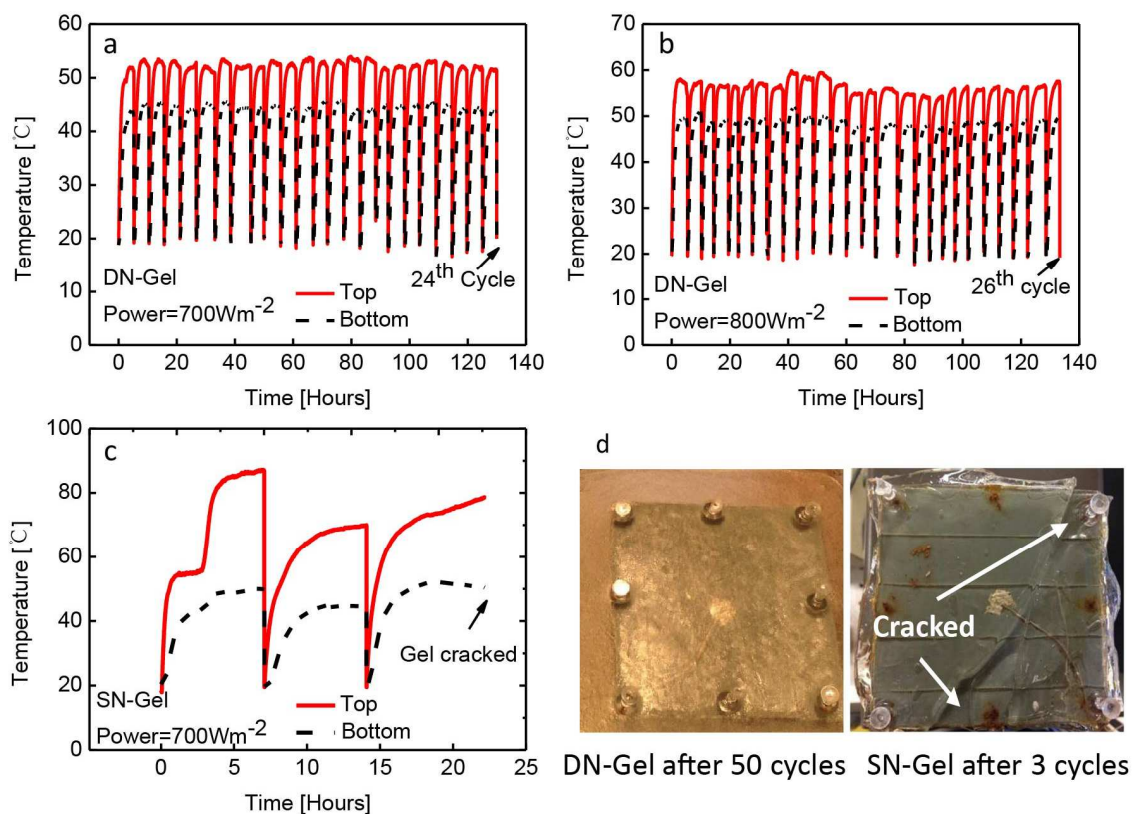 a
60
50
40
30
20
10
0
Temperature [℃]
DN-Gel
24th Cycle
Power=700Wm-2
Top
Bottom
0 20 40 60 80 100 120 140
Time [Hours]
b
70
60
50
40
30
20
10
0
Temperature [℃]
DN-Gel
26th cycle
Power=800Wm-2
Top
Bottom
0 20 40 60 80 100 120 140
Time [Hours]
c
100
80
60
40
20
0
Temperature [℃]
Gel cracked
SN-Gel
Power=700Wm-2
Top
Bottom
0 5 10 15 20 25
Time [Hours]
d
Cracked
DN-Gel after 50 cycles
SN-Gel after 3 cycles